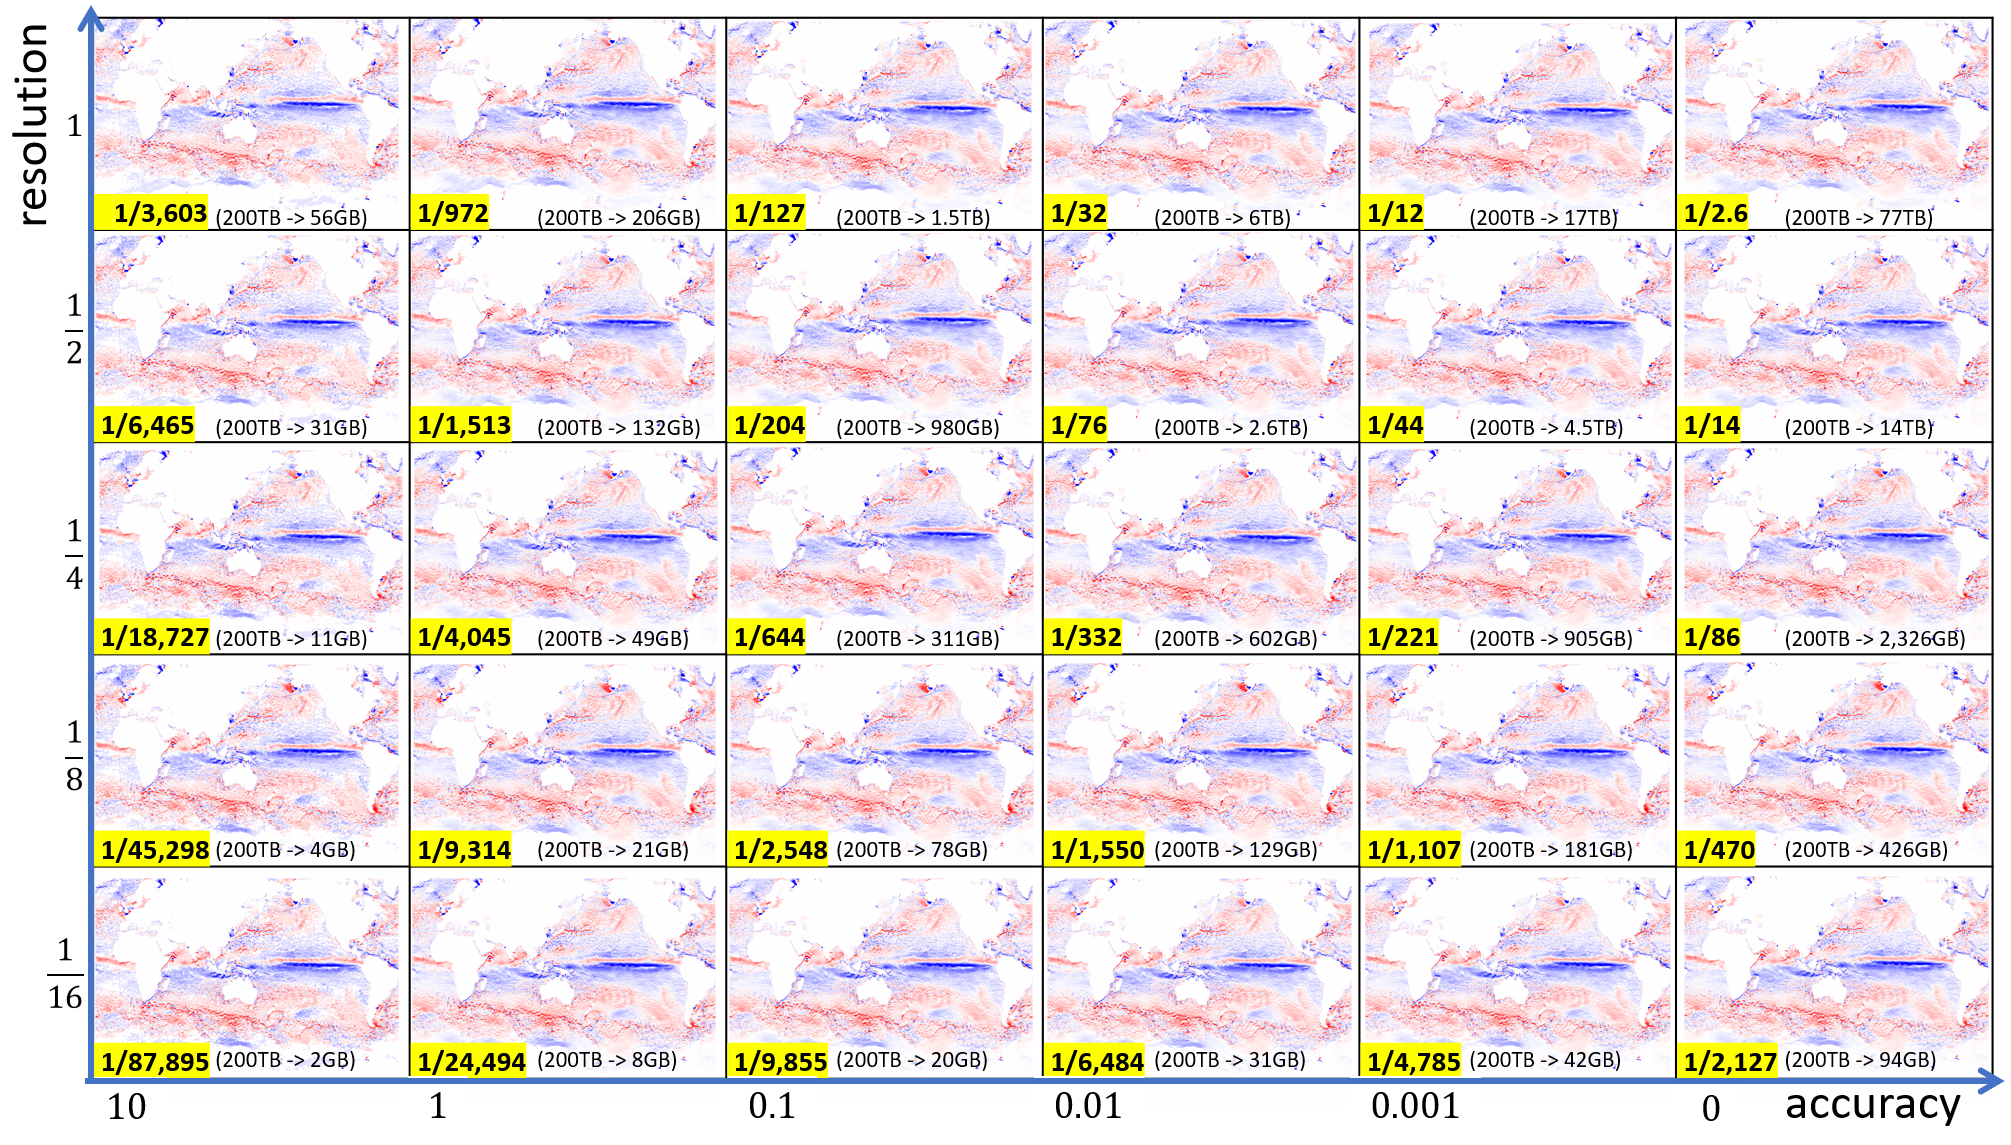 resolution
1
1/3,603 (200TB -> 56GB)
1/972 (200TB -> 206GB)
1/127 (200TB -> 1.5TB)
1/32 (200TB -> 6TB)
1/12 (200TB -> 17TB)
1/2.6 (200TB -> 77TB)
1
2
1/6,465 (200TB -> 31GB)
1/1,513 (200TB -> 132GB)
1/204 (200TB -> 980GB)
1/76 (200TB -> 2.6TB)
1/44 (200TB -> 4.5TB)
1/14 (200TB -> 14TB)
1
4
1/18,727 (200TB -> 11GB)
1/4,045 (200TB -> 49GB)
1/644 (200TB -> 311GB)
1/332 (200TB -> 602GB)
1/221 (200TB -> 905GB)
1/86 (200TB -> 2,326GB)
1
8
1/45,298 (200TB -> 4GB)
1/9,314 (200TB -> 21GB)
1/2,548 (200TB -> 78GB)
1/1,550 (200TB -> 129GB)
1/1,107 (200TB -> 181GB)
1/470 (200TB -> 426GB)
1
16
1/87,895 (200TB -> 2GB)
1/24,494 (200TB -> 8GB)
1/9,855 (200TB -> 20GB)
1/6,484 (200TB -> 31GB)
1/4,785 (200TB -> 42GB)
1/2,127 (200TB -> 94GB)
10
1
0.1
0.01
0.001
0
accuracy